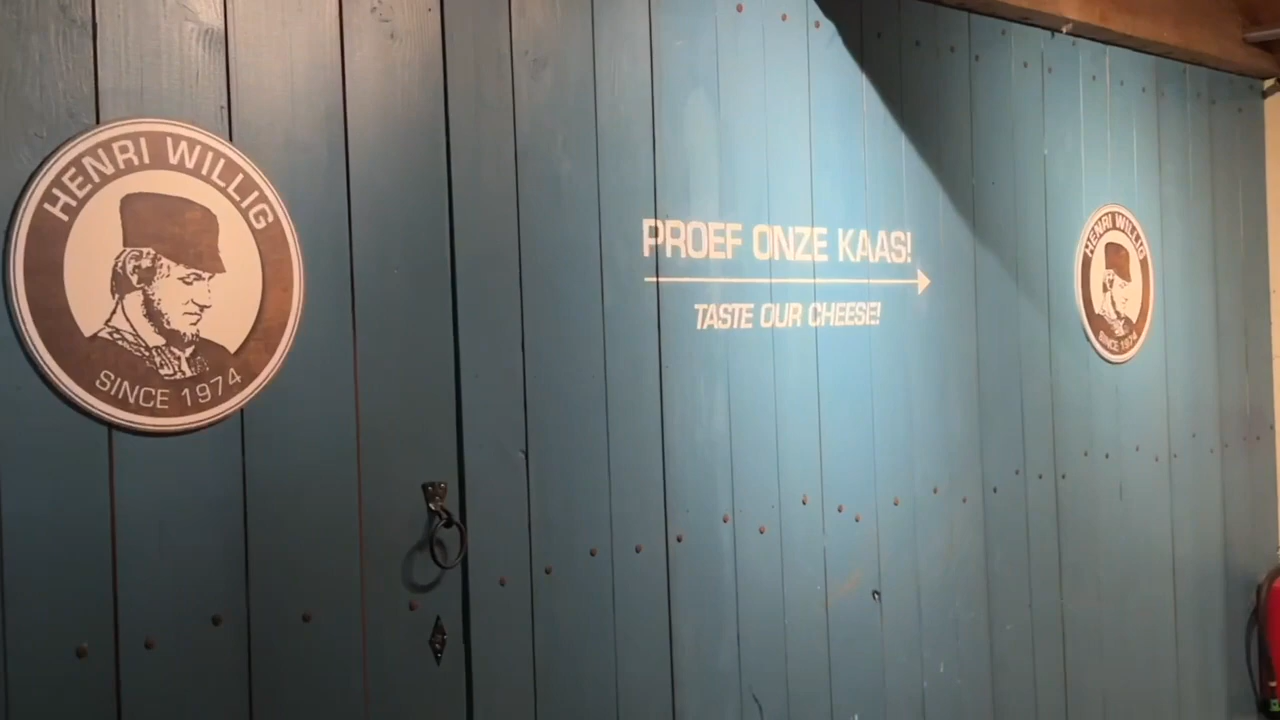 HENRI WILLIG
SINCE 1974
PROEF ONZE KAAS!
TASTE OUR CHEESE!
HENRI WILLIG
SINCE 1974